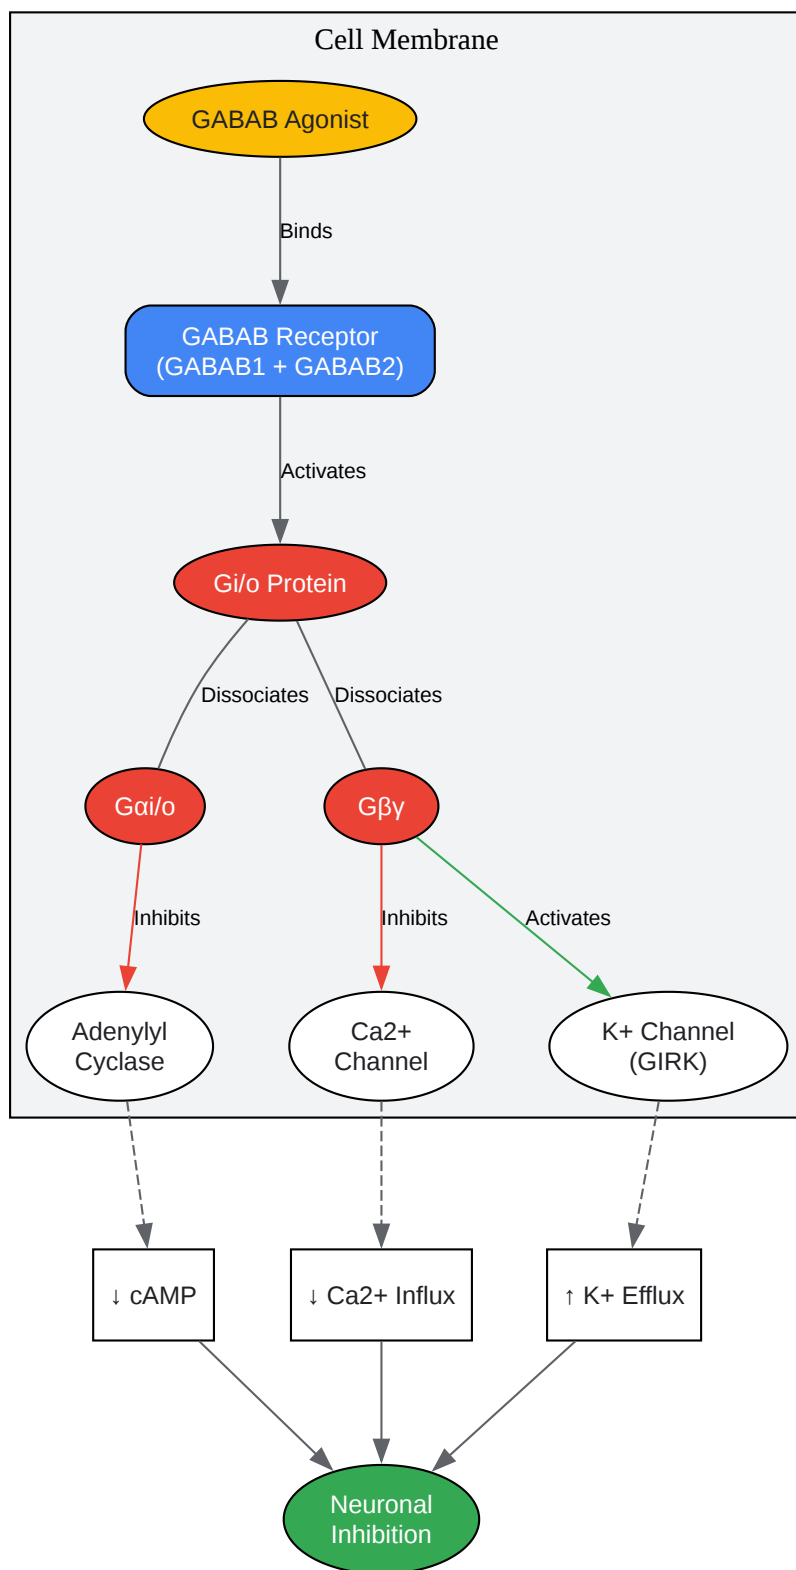 Cell Membrane
GABAB Agonist
Binds
GABAB Receptor
(GABAB1 + GABAB2)
Activates
Gi/o Protein
Dissociates
Dissociates
Gαi/o
Gβγ
Inhibits
Inhibits
Activates
Adenylyl
Cyclase
Ca2+
Channel
K+ Channel
(GIRK)
↓ cAMP
↓ Ca2+ Influx
↑ K+ Efflux
Neuronal
Inhibition